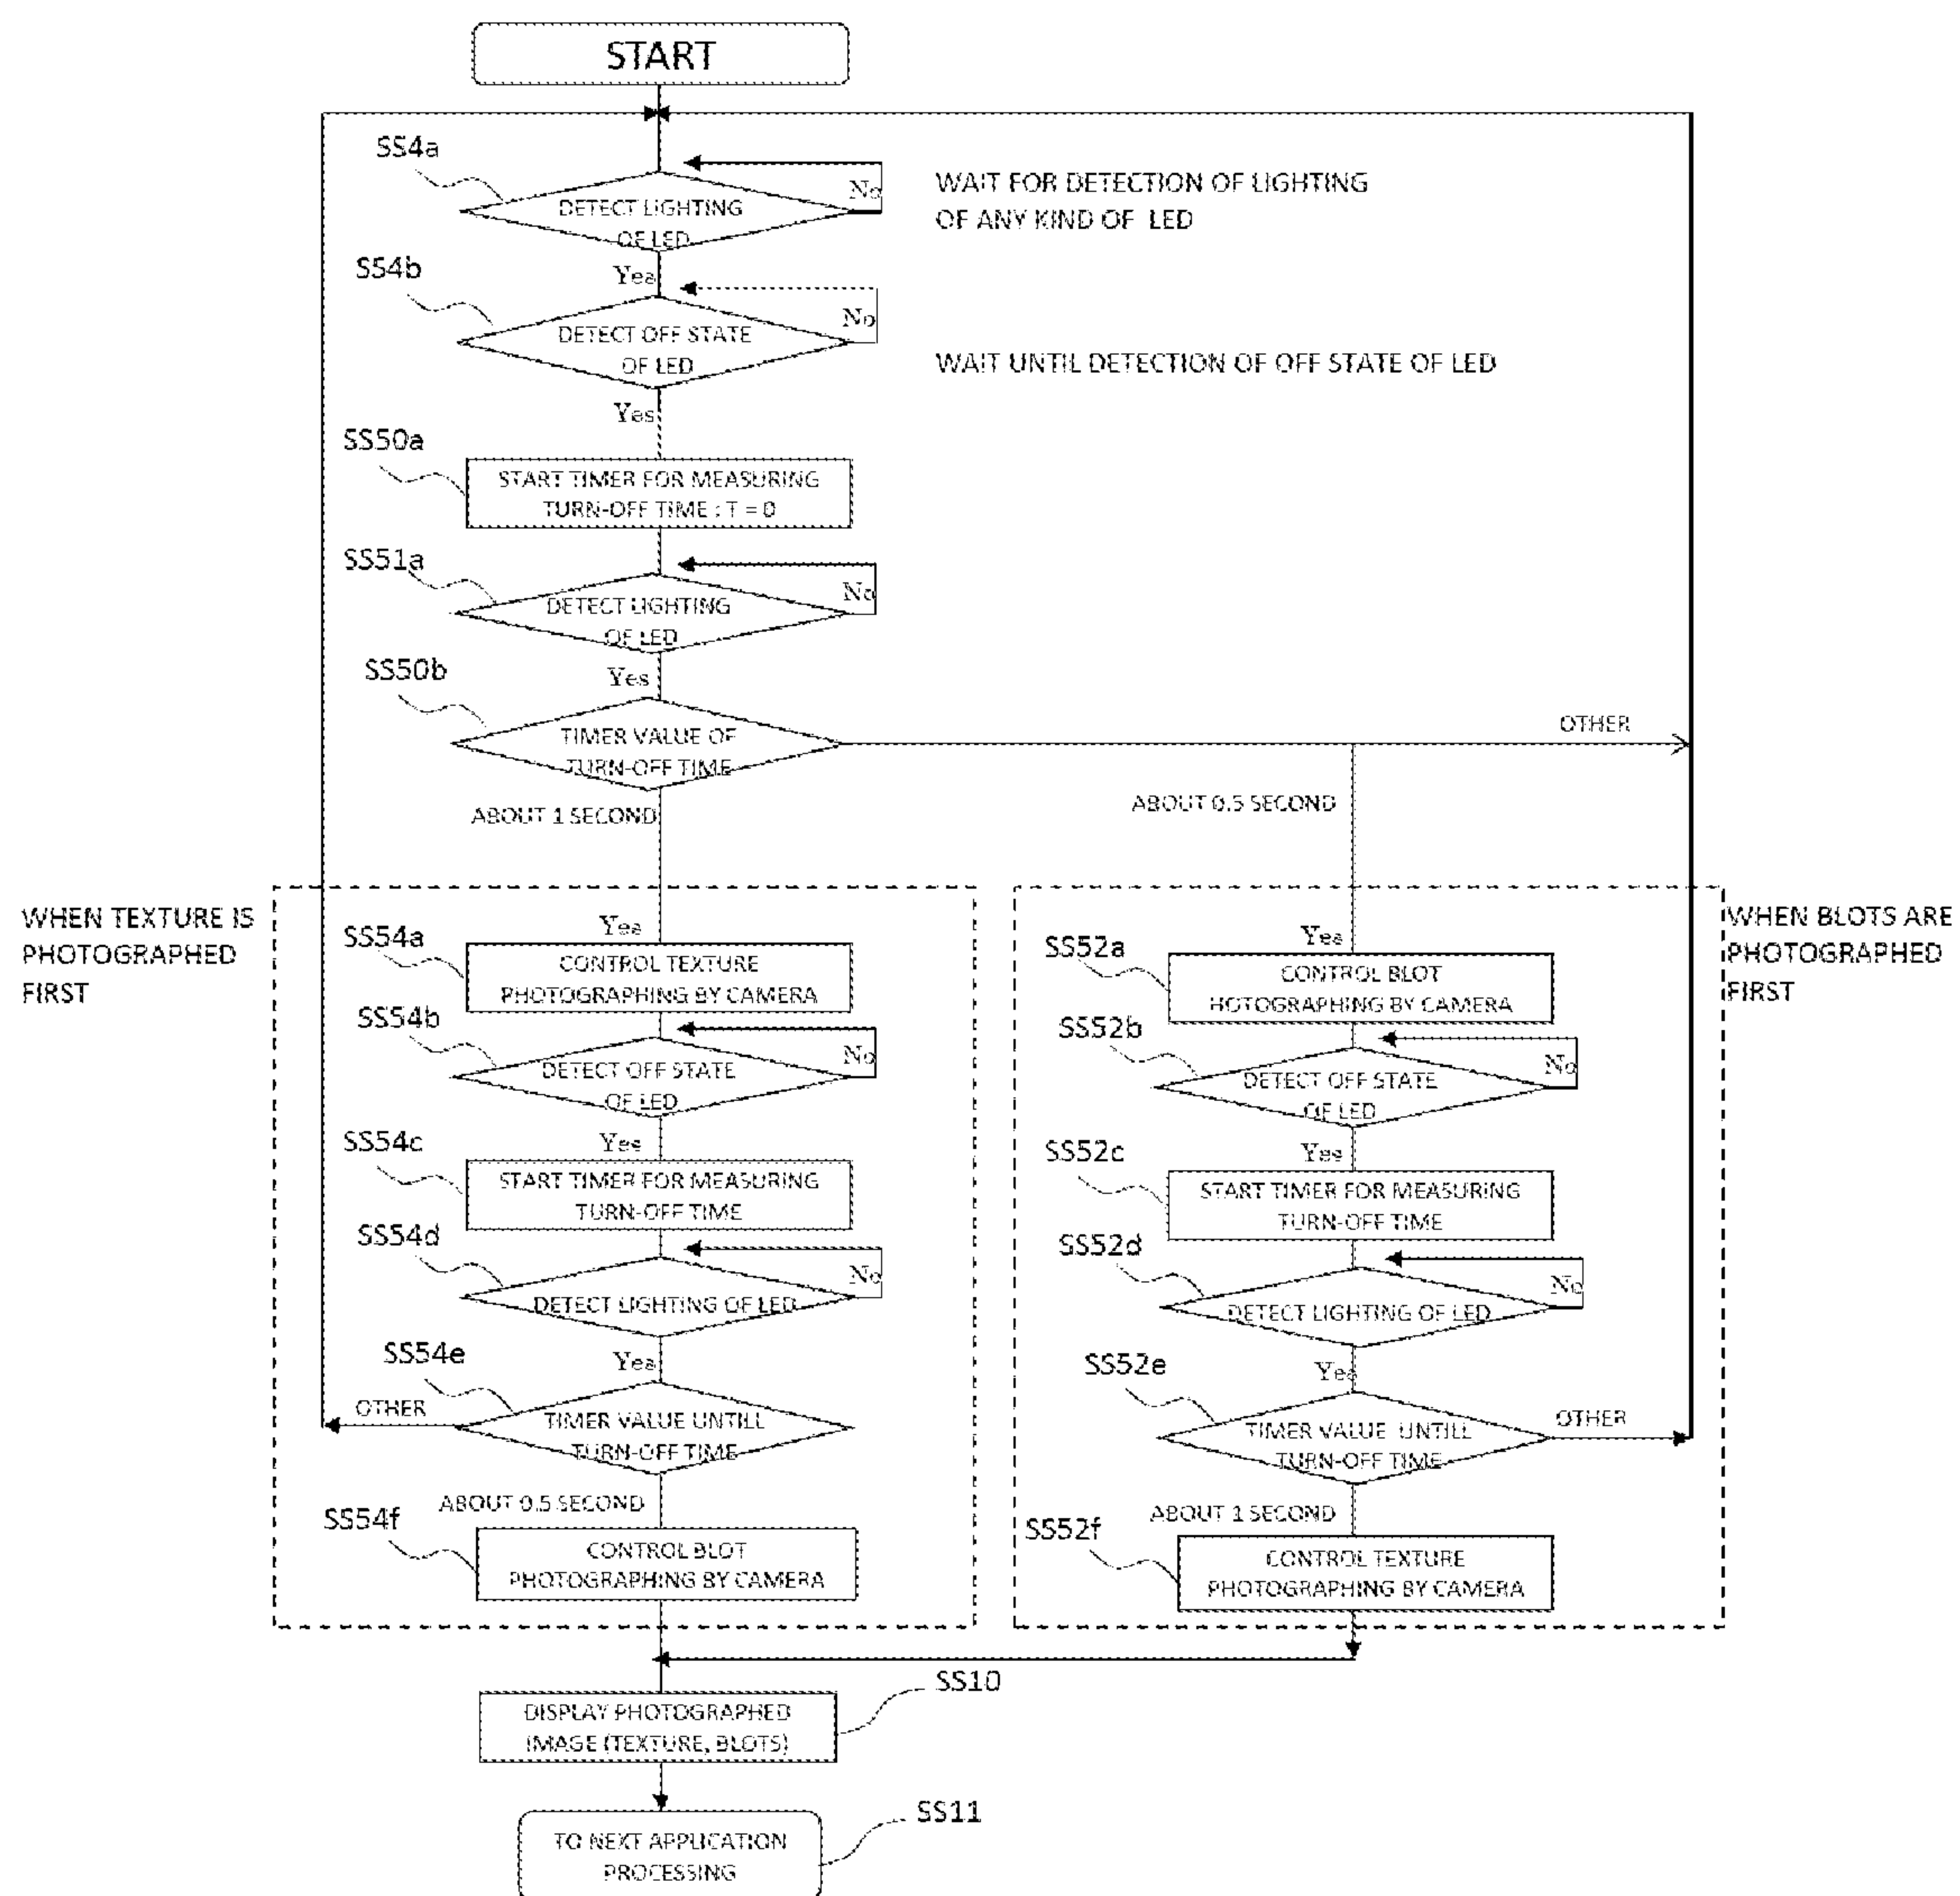 START
SS4a
No
DETECT LIGHTING
OF LED
WAIT FOR DETECTION OF LIGHTING
OF ANY KIND OF LED
Yes
S54b
No
DETECT OFF STATE
OF LED
WAIT UNTIL DETECTION OF OFF STATE OF LED
Yes
SS50a
START TIMER FOR MEASURING
TURN-OFF TIME : T = 0
SS51a
No
DETECT LIGHTING
OF LED
Yes
SS50b
TIMER VALUE OF
TURN-OFF TIME
OTHER
ABOUT 1 SECOND
ABOUT 0.5 SECOND
WHEN TEXTURE IS
PHOTOGRAPHED
FIRST
Yes
SS54a
CONTROL TEXTURE
PHOTOGRAPHING BY CAMERA
SS54b
No
DETECT OFF STATE
OF LED
Yes
SS54c
START TIMER FOR MEASURING
TURN-OFF TIME
SS54d
No
DETECT LIGHTING OF LED
Yes
SS54e
OTHER
TIMER VALUE UNTILL
TURN-OFF TIME
ABOUT 0.5 SECOND
SS54f
CONTROL BLOT
PHOTOGRAPHING BY CAMERA
WHEN BLOTS ARE
PHOTOGRAPHED
FIRST
Yes
SS52a
CONTROL BLOT
HOTOGRAPHING BY CAMERA
SS52b
No
DETECT OFF STATE
OF LED
Yes
SS52c
START TIMER FOR MEASURING
TURN-OFF TIME
SS52d
No
DETECT LIGHTING OF LED
Yes
SS52e
TIMER VALUE UNTILL
TURN-OFF TIME
OTHER
ABOUT 1 SECOND
SS52f
CONTROL TEXTURE
PHOTOGRAPHING BY CAMERA
SS10
DISPLAY PHOTOGRAPHED
IMAGE (TEXTURE, BLOTS)
SS11
TO NEXT APPLICATION
PROCESSING